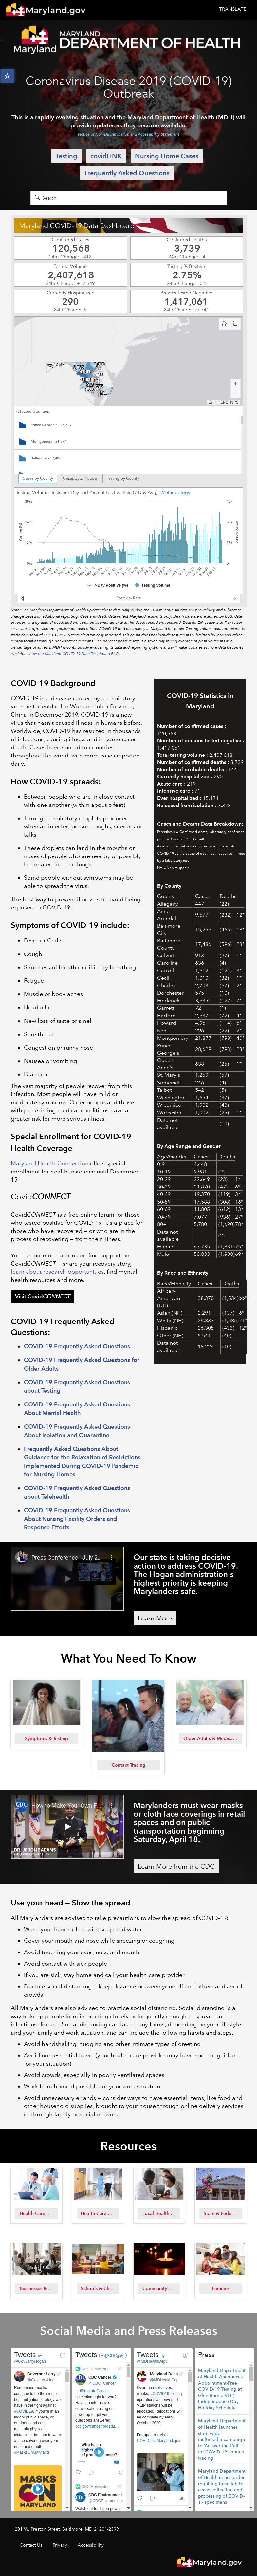 Maryland.gov
TRANSLATE
Maryland
MARYLAND
DEPARTMENT OF HEALTH
Coronavirus Disease 2019 (COVID-19)
Outbreak
This is a rapidly evolving situation and the Maryland Department of Health (MDH) will
provide updates as they become available.
Notice of Non-Discrimination and Accessibility Statement
Testing
covidLINK
Nursing Home Cases
Frequently Asked Questions
Search
Maryland COVID-19 Data Dashboard
Confirmed Cases
120,568
24hr Change: +412
Confirmed Deaths
3,739
24hr Change: +4
Testing Volume
2,407,618
24hr Change: +17,349
Testing % Positive
2.75%
24hr Change: -0.1
Currently Hospitalized
290
24hr Change: 9
Persons Tested Negative
1,417,061
24hr Change: +7,741
Esri, HERE, NPS
Affected Counties
Prince George's - 28,629
Montgomery - 21,877
Baltimore - 17,486
Cases by County
Cases by ZIP Code
Testing by County
Testing Volume, Tests per Day and Percent Positive Rate (7-Day Avg) - Methodology
7-Day Positive (%)
Testing Volume
Positivity Rate
COVID-19 Background
COVID-19 is a disease caused by a respiratory
virus first identified in Wuhan, Hubei Province,
China in December 2019. COVID-19 is a new
virus that hasn't caused illness in humans before.
Worldwide, COVID-19 has resulted in thousands
of infections, causing illness and in some cases
death. Cases have spread to countries
throughout the world, with more cases reported
daily.
How COVID-19 spreads:
Between people who are in close contact
with one another (within about 6 feet)
Through respiratory droplets produced
when an infected person coughs, sneezes or
talks
These droplets can land in the mouths or
noses of people who are nearby or possibly
be inhaled into the lungs
Some people without symptoms may be
able to spread the virus
The best way to prevent illness is to avoid being
exposed to COVID-19.
Symptoms of COVID-19 include:
Fever or Chills
Cough
Shortness of breath or difficulty breathing
Fatigue
Muscle or body aches
Headache
New loss of taste or smell
Sore throat
Congestion or runny nose
Nausea or vomiting
Diarrhea
The vast majority of people recover from this
infection. Most people will have mild or
moderate symptoms. Older people and those
with pre-existing medical conditions have a
greater risk for more serious illness.
Special Enrollment for COVID-19
Health Coverage
Maryland Health Connection offers special
enrollment for health insurance until December
15
CovidCONNECT
CovidCONNECT is a free online forum for those
who tested positive for COVID-19. It's a place for
people who have recovered – or who are in the
process of recovering – to share their
experiences.
You can promote awareness and find support on
CovidCONNECT – share your recovery story,
learn about research opportunities, find mental
health resources and more.
Visit CovidCONNECT
COVID-19 Frequently Asked
Questions:
COVID-19 Frequently Asked Questions
COVID-19 Frequently Asked Questions for
Older Adults
COVID-19 Frequently Asked Questions
about Testing
COVID-19 Frequently Asked Questions
About Mental Health
COVID-19 Frequently Asked Questions
About Isolation and Quarantine
Frequently Asked Questions About
Guidance for the Relaxation of Restrictions
Implemented During COVID-19 Pandemic
for Nursing Homes
COVID-19 Frequently Asked Questions
about Telehealth
COVID-19 Frequently Asked Questions
About Nursing Facility Orders and
Response Efforts
COVID-19 Statistics in
Maryland
Number of confirmed cases :
120,568
Number of persons tested negative :
1,417,061
Total testing volume : 2,407,618
Number of confirmed deaths : 3,739
Number of probable deaths : 144
Currently hospitalized : 290
Acute care : 219
Intensive care : 71
Ever hospitalized : 15,171
Released from isolation : 7,378
Cases and Deaths Data Breakdown:
By County
County Cases Deaths
Allegany 447 (22)
Anne Arundel 9,677 (232) 12*
Baltimore City 15,259 (465) 18*
Baltimore County 17,486 (596) 23*
Calvert 913 (27) 1*
Caroline 636 (4)
Carroll 1,912 (121) 3*
Cecil 1,010 (32) 1*
Charles 2,703 (97) 2*
Dorchester 575 (10)
Frederick 3,935 (122) 7*
Garrett 72 (1)
Harford 2,937 (72) 4*
Howard 4,961 (114) 6*
Kent 296 (22) 2*
Montgomery 21,877 (798) 40*
Prince George's 28,629 (793) 23*
Queen Anne's 638 (25) 1*
St. Mary's 1,259 (57)
Somerset 246 (4)
Talbot 542 (5)
Washington 1,654 (37)
Wicomico 1,902 (48)
Worcester 1,002 (25) 1*
Data not available (10)
By Age Range and Gender
Age/Gender Cases Deaths
0-9 4,448
10-19 9,981 (2)
20-29 22,649 (23) 1*
30-39 21,870 (47) 6*
40-49 19,370 (119) 3*
50-59 17,588 (308) 16*
60-69 11,805 (612) 13*
70-79 7,077 (936) 27*
80+ 5,780 (1,690) 78*
Data not available (2)
Female 63,735 (1,831) 75*
Male 56,833 (1,908) 69*
By Race and Ethnicity
Race/Ethnicity Cases Deaths
African-American (NH) 38,370 (1,534) 55*
Asian (NH) 2,291 (137) 6*
White (NH) 29,837 (1,585) 71*
Hispanic 26,305 (433) 12*
Other (NH) 5,541 (40)
Data not available 18,224 (10)
Press Conference - July 2...
Our state is taking decisive
action to address COVID-19.
The Hogan administration's
highest priority is keeping
Marylanders safe.
Learn More
What You Need To Know
Symptoms & Testing
Contact Tracing
Older Adults & Medica...
How to Make Your Own F...
DR. JEROME ADAMS
Marylanders must wear masks
or cloth face coverings in retail
spaces and on public
transportation beginning
Saturday, April 18.
Learn More from the CDC
Use your head – Slow the spread
All Marylanders are advised to take precautions to slow the spread of COVID-19:
Wash your hands often with soap and water
Cover your mouth and nose while sneezing or coughing
Avoid touching your eyes, nose and mouth
Avoid contact with sick people
If you are sick, stay home and call your health care provider
Practice social distancing – keep distance between yourself and others and avoid
crowds
All Marylanders are also advised to practice social distancing. Social distancing is a
way to keep people from interacting closely or frequently enough to spread an
infectious disease. Social distancing can take many forms, depending on your lifestyle
and your family's situation, and can include the following habits and steps:
Avoid handshaking, hugging and other intimate types of greeting
Avoid non-essential travel (your health care provider may have specific guidance
for your situation)
Avoid crowds, especially in poorly ventilated spaces
Work from home if possible for your work situation
Avoid unnecessary errands – consider ways to have essential items, like food and
other household supplies, brought to you through home delivery services
or through family or social networks
Resources
Health Care ...
Health Care ...
Local Health ...
State & Fede...
Businesses &...
Schools & Ch...
Community ...
Families
Social Media and Press Releases
Tweets by @GovLarryHogan
Tweets by @CDCgov
Tweets by @MDHealthDept
Press
Governor Larry
CDC Retweeted
CDC Cancer
@CDC_Cancer
CDC Environment
MASKS ON
Maryland Department
of Health Announces
Appointment-Free
COVID-19 Testing at
Glen Burnie VEIP,
Independence Day
Holiday Schedule
Maryland Department
of Health launches
state-wide
multimedia campaign
to 'Answer the Call'
for COVID-19 contact
tracing
Maryland Department
of Health issues order
requiring local lab to
cease collection and
processing of COVID-
19 specimens
201 W. Preston Street, Baltimore, MD 21201-2399
Contact Us
Privacy
Accessibility
Maryland.gov